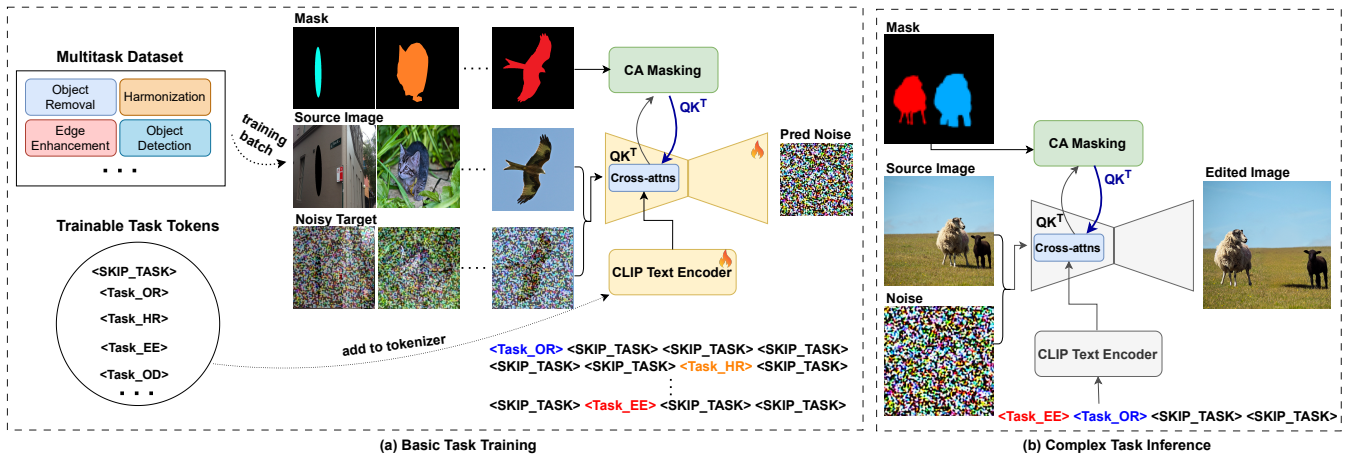 Multitask Dataset
Object
Removal
Harmonization
Edge
Enhancement
Object
Detection
. . .
training
batch
Trainable Task Tokens
<SKIP_TASK>
<Task_OR>
<Task_HR>
<Task_EE>
<Task_OD>
. . .
add to tokenizer
Mask
Source Image
Noisy Target
CA Masking
QK^T
QK^T
Cross-attns
Pred Noise
CLIP Text Encoder
<Task_OR> <SKIP_TASK> <SKIP_TASK> <SKIP_TASK>
<SKIP_TASK> <SKIP_TASK> <Task_HR> <SKIP_TASK>
<SKIP_TASK> <Task_EE> <SKIP_TASK> <SKIP_TASK>
(a) Basic Task Training
Mask
CA Masking
Source Image
QK^T
QK^T
Cross-attns
Edited Image
Noise
CLIP Text Encoder
<Task_EE> <Task_OR> <SKIP_TASK> <SKIP_TASK>
(b) Complex Task Inference